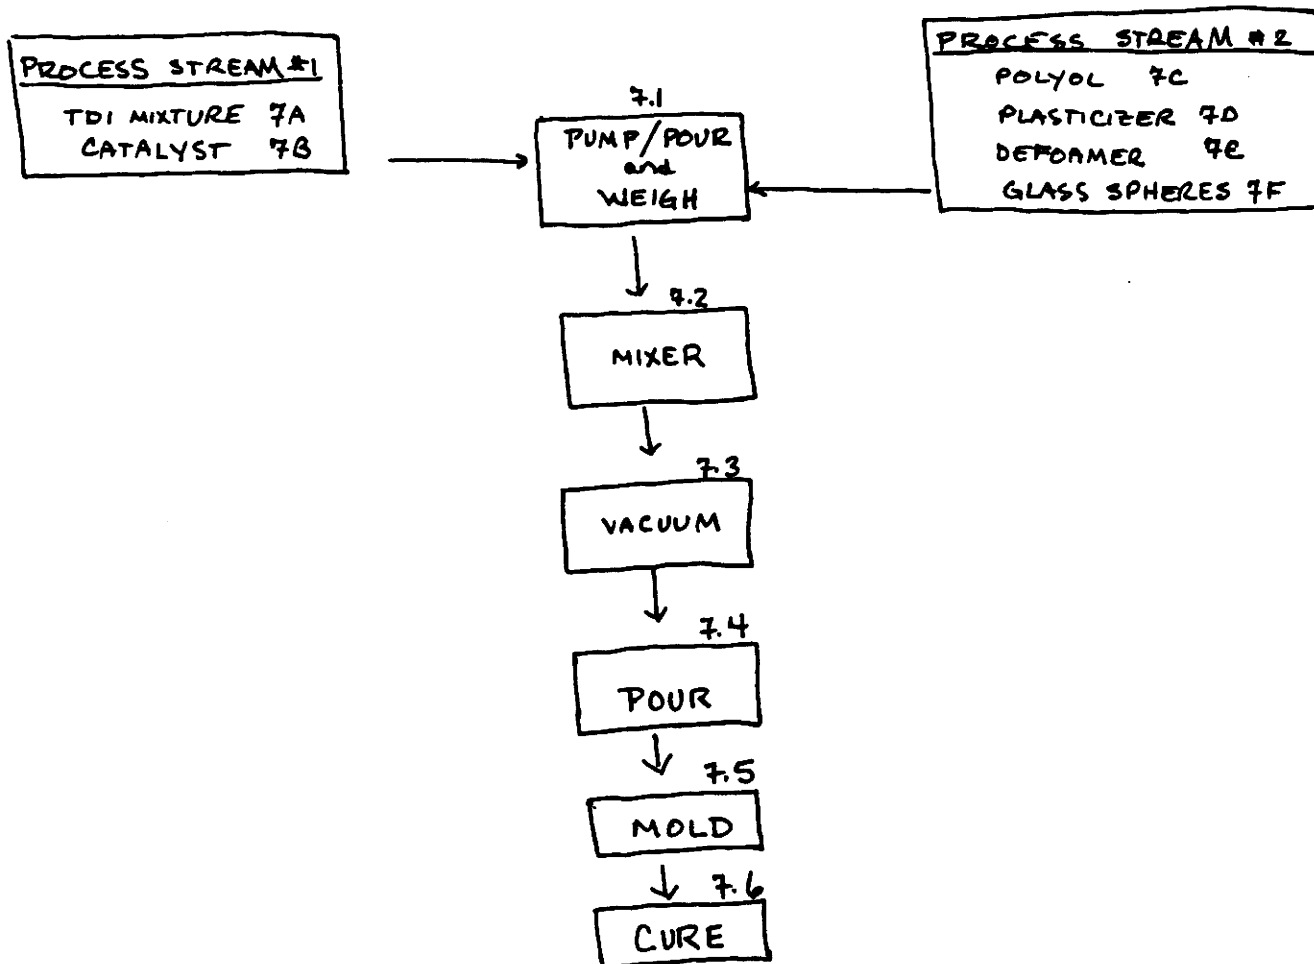 PROCESS STREAM #1
TDI MIXTURE 7A
CATALYST 7B
PROCESS STREAM #2
POLYOL 7C
PLASTICIZER 7D
DEFOAMER 7E
GLASS SPHERES 7F
7.1
PUMP/POUR
and
WEIGH
7.2
MIXER
7.3
VACUUM
7.4
POUR
7.5
MOLD
7.6
CURE